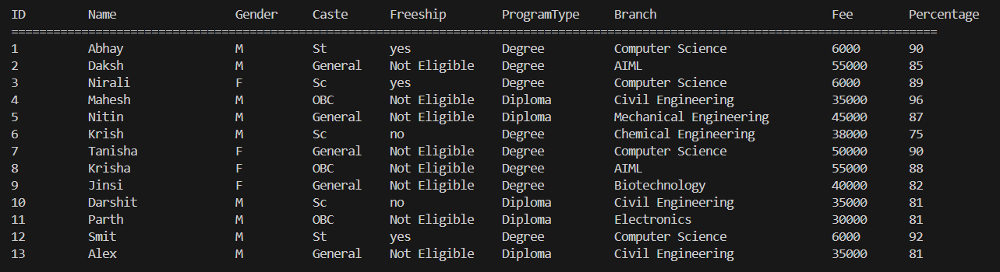 ID Name Gender Caste Freeship ProgramType Branch Fee Percentage
====================================================================================================================================
1 Abhay M St yes Degree Computer Science 6000 90
2 Daksh M General Not Eligible Degree AIML 55000 85
3 Nirali F Sc yes Degree Computer Science 6000 89
4 Mahesh M OBC Not Eligible Diploma Civil Engineering 35000 96
5 Nitin M General Not Eligible Diploma Mechanical Engineering 45000 87
6 Krish M Sc no Degree Chemical Engineering 38000 75
7 Tanisha F General Not Eligible Degree Computer Science 50000 90
8 Krisha F OBC Not Eligible Degree AIML 55000 88
9 Jinsi F General Not Eligible Degree Biotechnology 40000 82
10 Darshit M Sc no Diploma Civil Engineering 35000 81
11 Parth M OBC Not Eligible Diploma Electronics 30000 81
12 Smit M St yes Degree Computer Science 6000 92
13 Alex M General Not Eligible Diploma Civil Engineering 35000 81